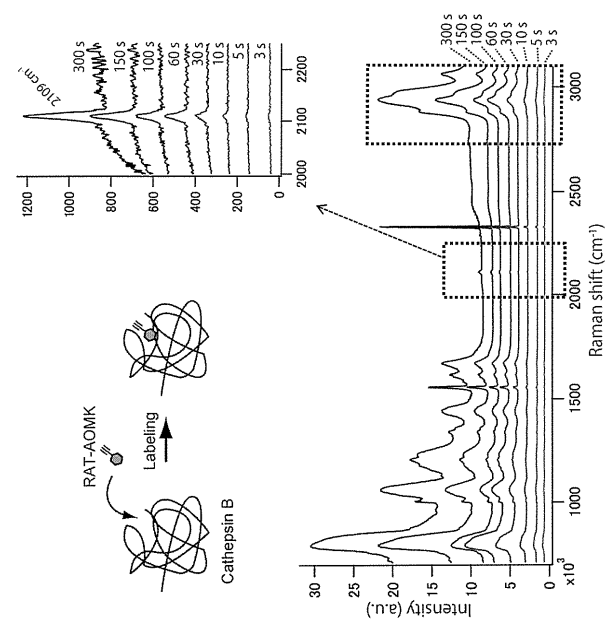 RAT-AOMK
Labeling
Cathepsin B
2109 cm⁻¹
300 s
150 s
100 s
60 s
30 s
10 s
5 s
3 s
1200
1000
800
600
400
200
0
2000
2100
2200
300 s
150 s
100 s
60 s
30 s
10 s
5 s
3 s
30
25
20
15
10
5
0
x10³
Intensity (a.u.)
1000
1500
2000
2500
3000
Raman shift (cm⁻¹)